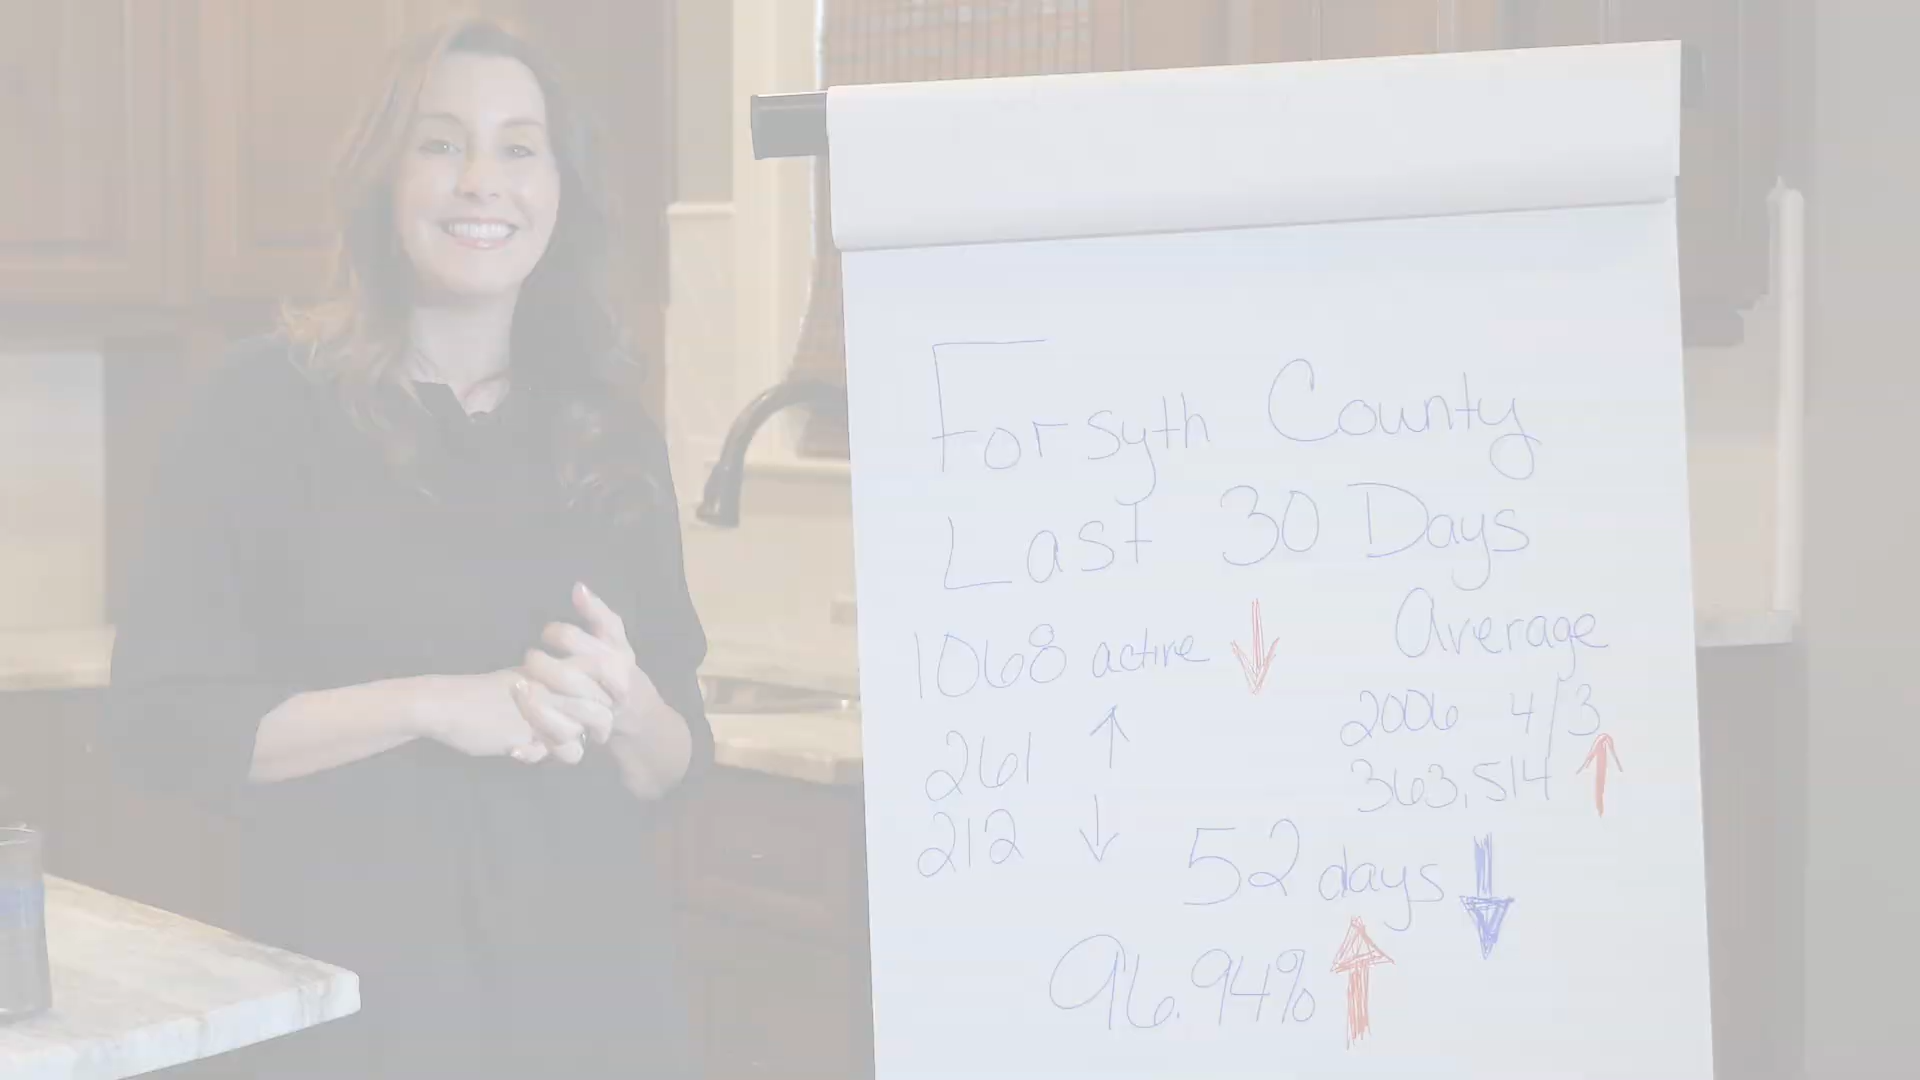 Forsyth County
Last 30 Days
1068 active ↓
261 ↑
212 ↓
Average
2006 4/3
363,514 ↑
52 days ↓
96.94% ↑